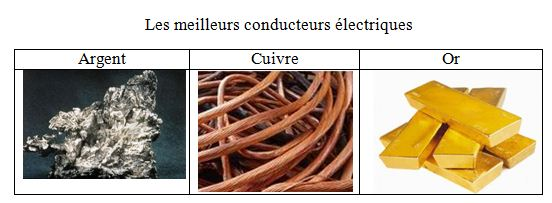 Les meilleurs conducteurs électriques
Argent Cuivre Or